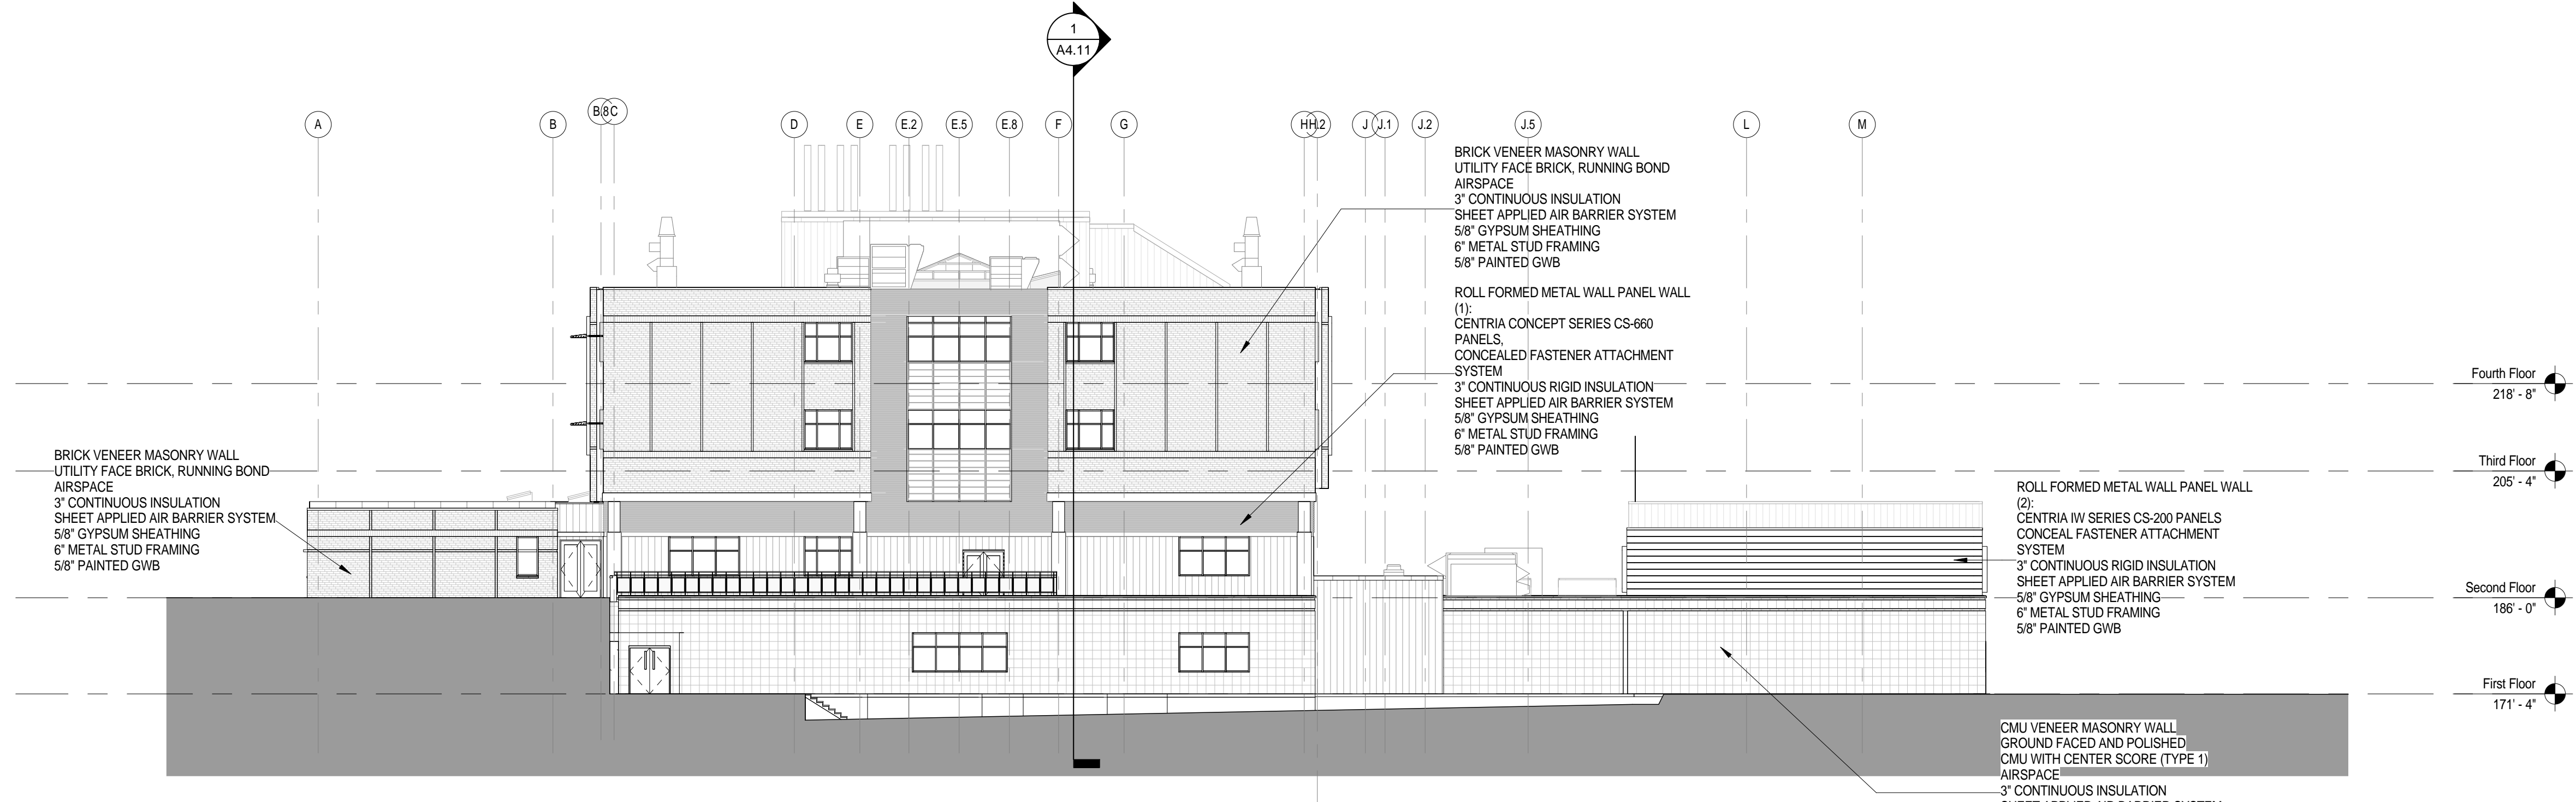 1
A4.11
A
B
B.8
C
D
E
E.2
E.5
E.8
F
G
H
H.2
J
J.1
J.2
J.5
L
M
BRICK VENEER MASONRY WALL
UTILITY FACE BRICK, RUNNING BOND
AIRSPACE
3" CONTINUOUS INSULATION
SHEET APPLIED AIR BARRIER SYSTEM
5/8" GYPSUM SHEATHING
6" METAL STUD FRAMING
5/8" PAINTED GWB
ROLL FORMED METAL WALL PANEL WALL
(1):
CENTRIA CONCEPT SERIES CS-660
PANELS,
CONCEALED FASTENER ATTACHMENT
SYSTEM
3" CONTINUOUS RIGID INSULATION
SHEET APPLIED AIR BARRIER SYSTEM
5/8" GYPSUM SHEATHING
6" METAL STUD FRAMING
5/8" PAINTED GWB
Fourth Floor
218' - 8"
Third Floor
205' - 4"
Second Floor
186' - 0"
First Floor
171' - 4"
BRICK VENEER MASONRY WALL
UTILITY FACE BRICK, RUNNING BOND
AIRSPACE
3" CONTINUOUS INSULATION
SHEET APPLIED AIR BARRIER SYSTEM
5/8" GYPSUM SHEATHING
6" METAL STUD FRAMING
5/8" PAINTED GWB
ROLL FORMED METAL WALL PANEL WALL
(2):
CENTRIA IW SERIES CS-200 PANELS
CONCEAL FASTENER ATTACHMENT
SYSTEM
3" CONTINUOUS RIGID INSULATION
SHEET APPLIED AIR BARRIER SYSTEM
5/8" GYPSUM SHEATHING
6" METAL STUD FRAMING
5/8" PAINTED GWB
CMU VENEER MASONRY WALL
GROUND FACED AND POLISHED
CMU WITH CENTER SCORE (TYPE 1)
AIRSPACE
3" CONTINUOUS INSULATION